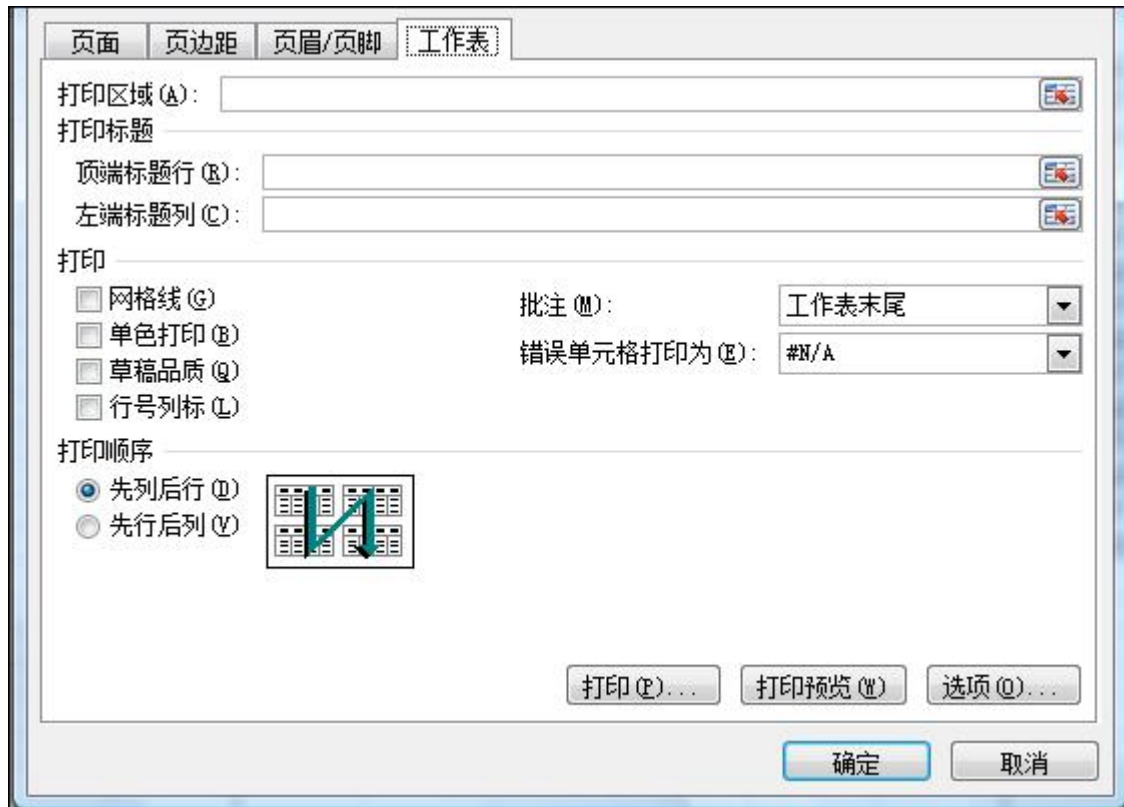 页面 页边距 页眉/页脚 工作表
打印区域(A):
打印标题
顶端标题行(R):
左端标题列(C):
打印
网格线(G) 批注(M): 工作表末尾
单色打印(B)
错误单元格打印为(E): #N/A
草稿品质(Q)
行号列标(L)
打印顺序
先列后行(D)
先行后列(V)
打印(P)... 打印预览(W) 选项(O)...
确定 取消